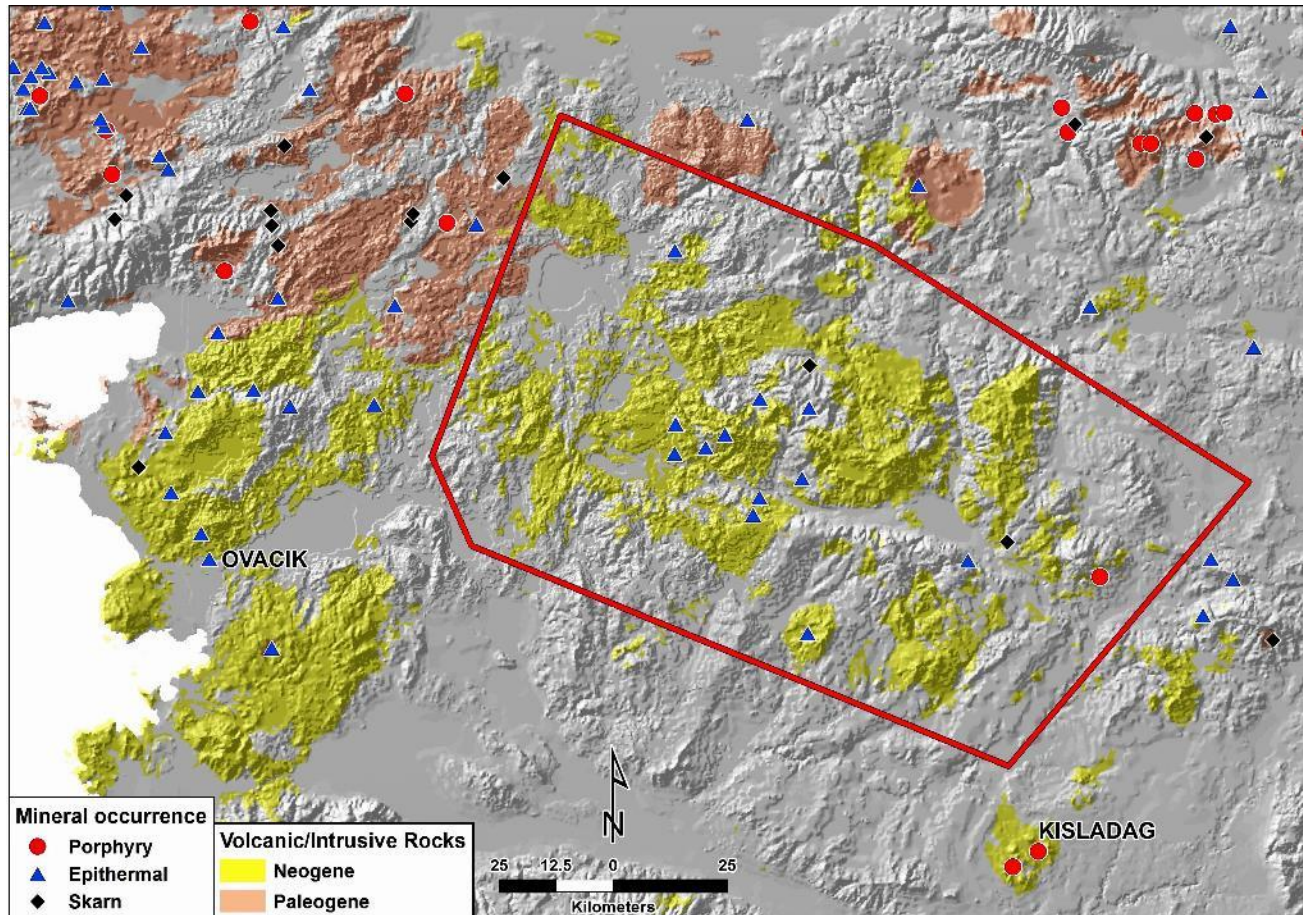 OVACIK
KISLADAG
Mineral occurrence
Porphyry
Epithermal
Skarn
Volcanic/Intrusive Rocks
Neogene
Paleogene
N
25 12.5 0 25
Kilometers